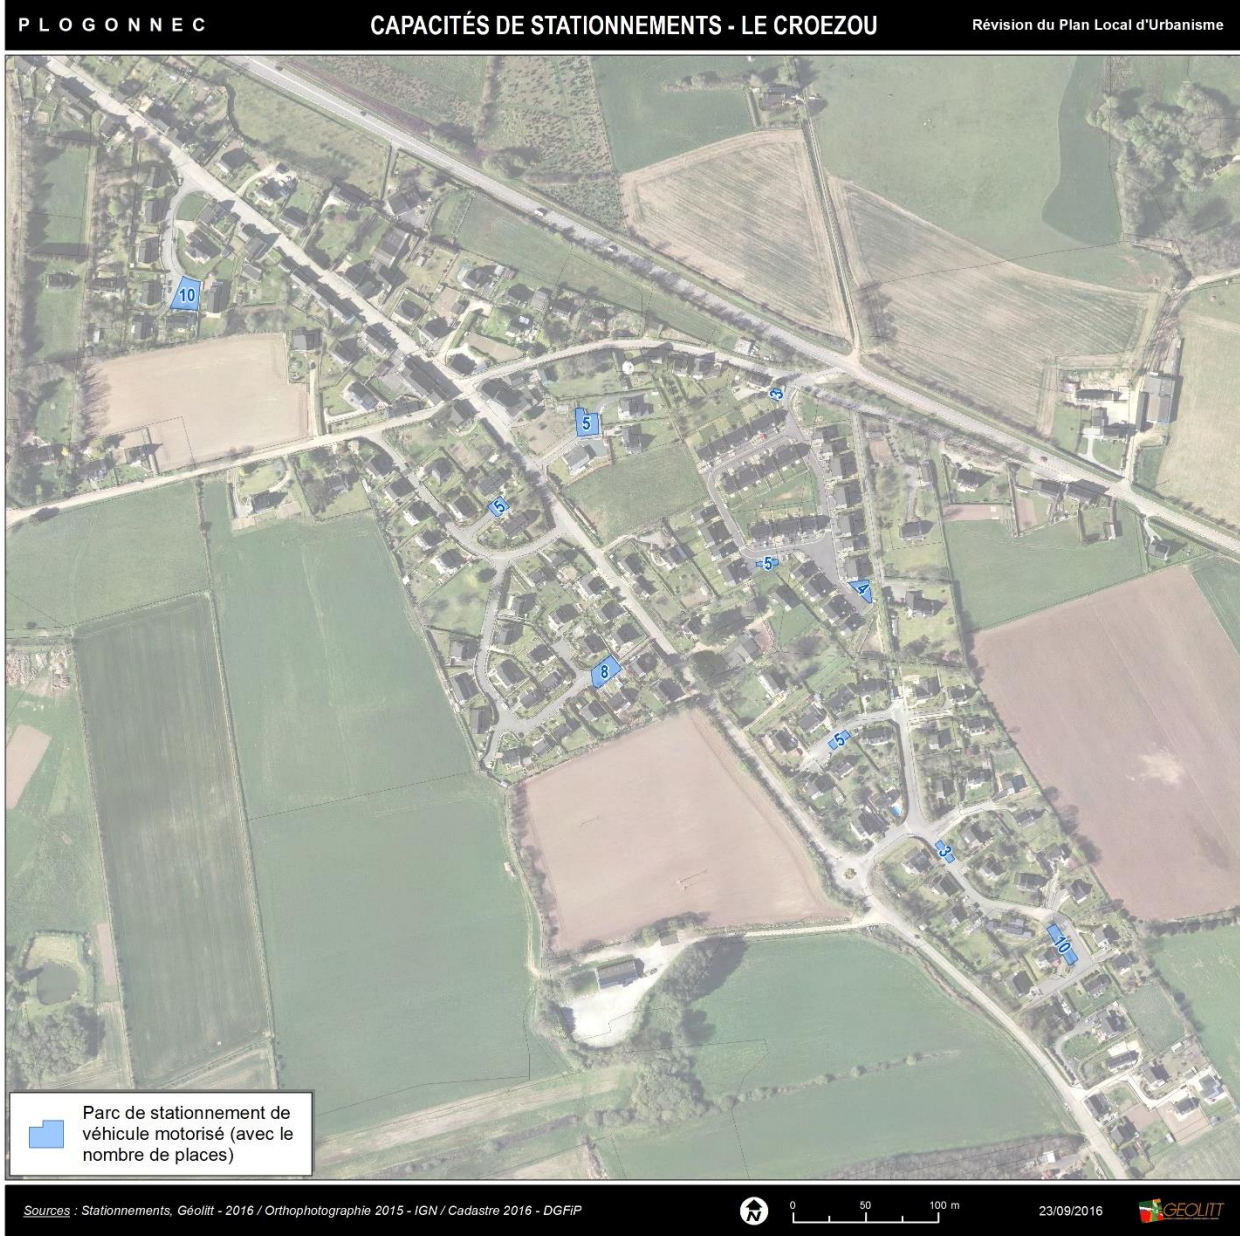 PLOGONNEC
CAPACITÉS DE STATIONNEMENTS - LE CROEZOU
Révision du Plan Local d'Urbanisme
10
3
5
5
5
4
8
5
3
10
Parc de stationnement de
véhicule motorisé (avec le
nombre de places)
Sources : Stationnements, Géolitt - 2016 / Orthophotographie 2015 - IGN / Cadastre 2016 - DGFiP
N
0 50 100 m
23/09/2016
GEOLITT